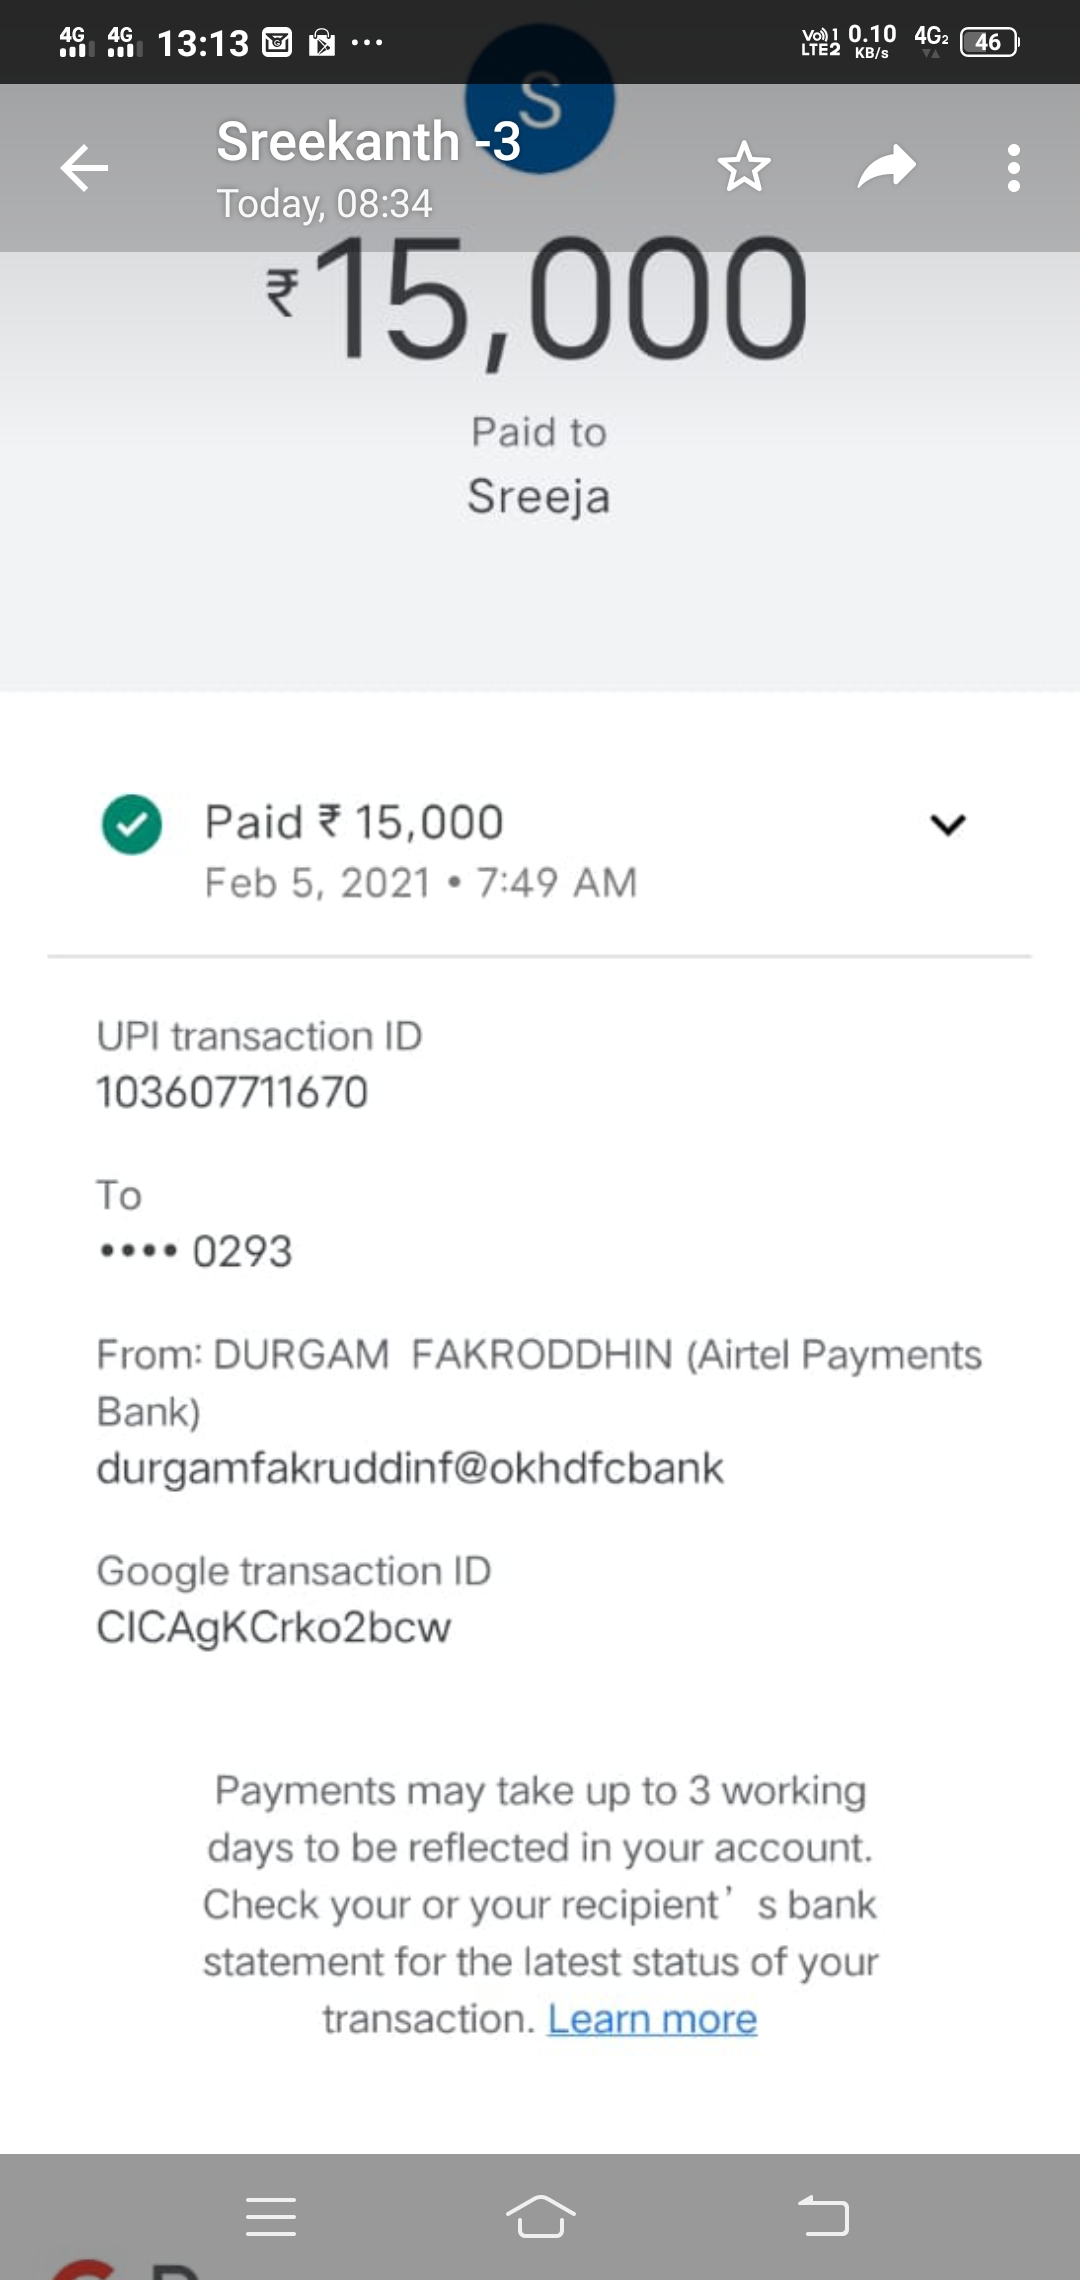 4G 4G 13:13 ... Vo)) 1 LTE2 0.10 KB/s 4G2 46
S
Sreekanth -3
Today, 08:34
₹15,000
Paid to
Sreeja
Paid ₹ 15,000
Feb 5, 2021 • 7:49 AM
UPI transaction ID
103607711670
To
•••• 0293
From: DURGAM  FAKRODDHIN (Airtel Payments
Bank)
durgamfakruddinf@okhdfcbank
Google transaction ID
CICAgKCrko2bcw
Payments may take up to 3 working
days to be reflected in your account.
Check your or your recipient’ s bank
statement for the latest status of your
transaction. Learn more